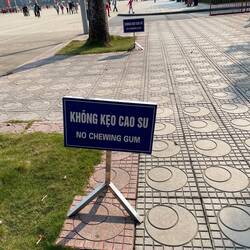 KHÔNG KẸO CAO SU
NO CHEWING GUM